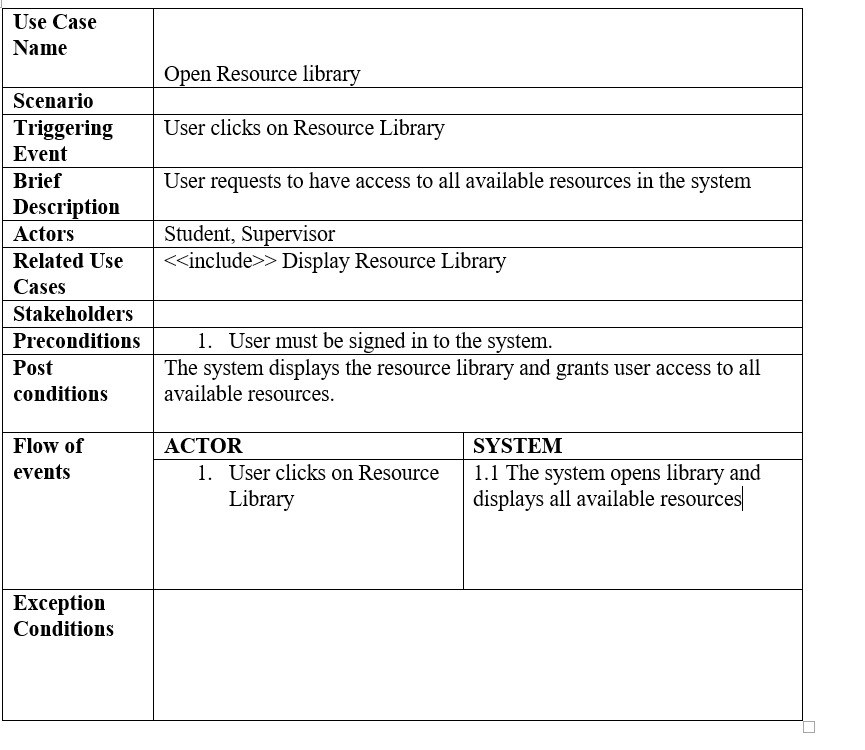 Use Case
Name
Open Resource library
Scenario
Triggering
Event
User clicks on Resource Library
Brief
Description
User requests to have access to all available resources in the system
Actors
Student, Supervisor
Related Use
Cases
<<include>> Display Resource Library
Stakeholders
Preconditions
1. User must be signed in to the system.
Post
conditions
The system displays the resource library and grants user access to all
available resources.
Flow of
events
ACTOR
SYSTEM
1. User clicks on Resource
Library
1.1 The system opens library and
displays all available resources
Exception
Conditions